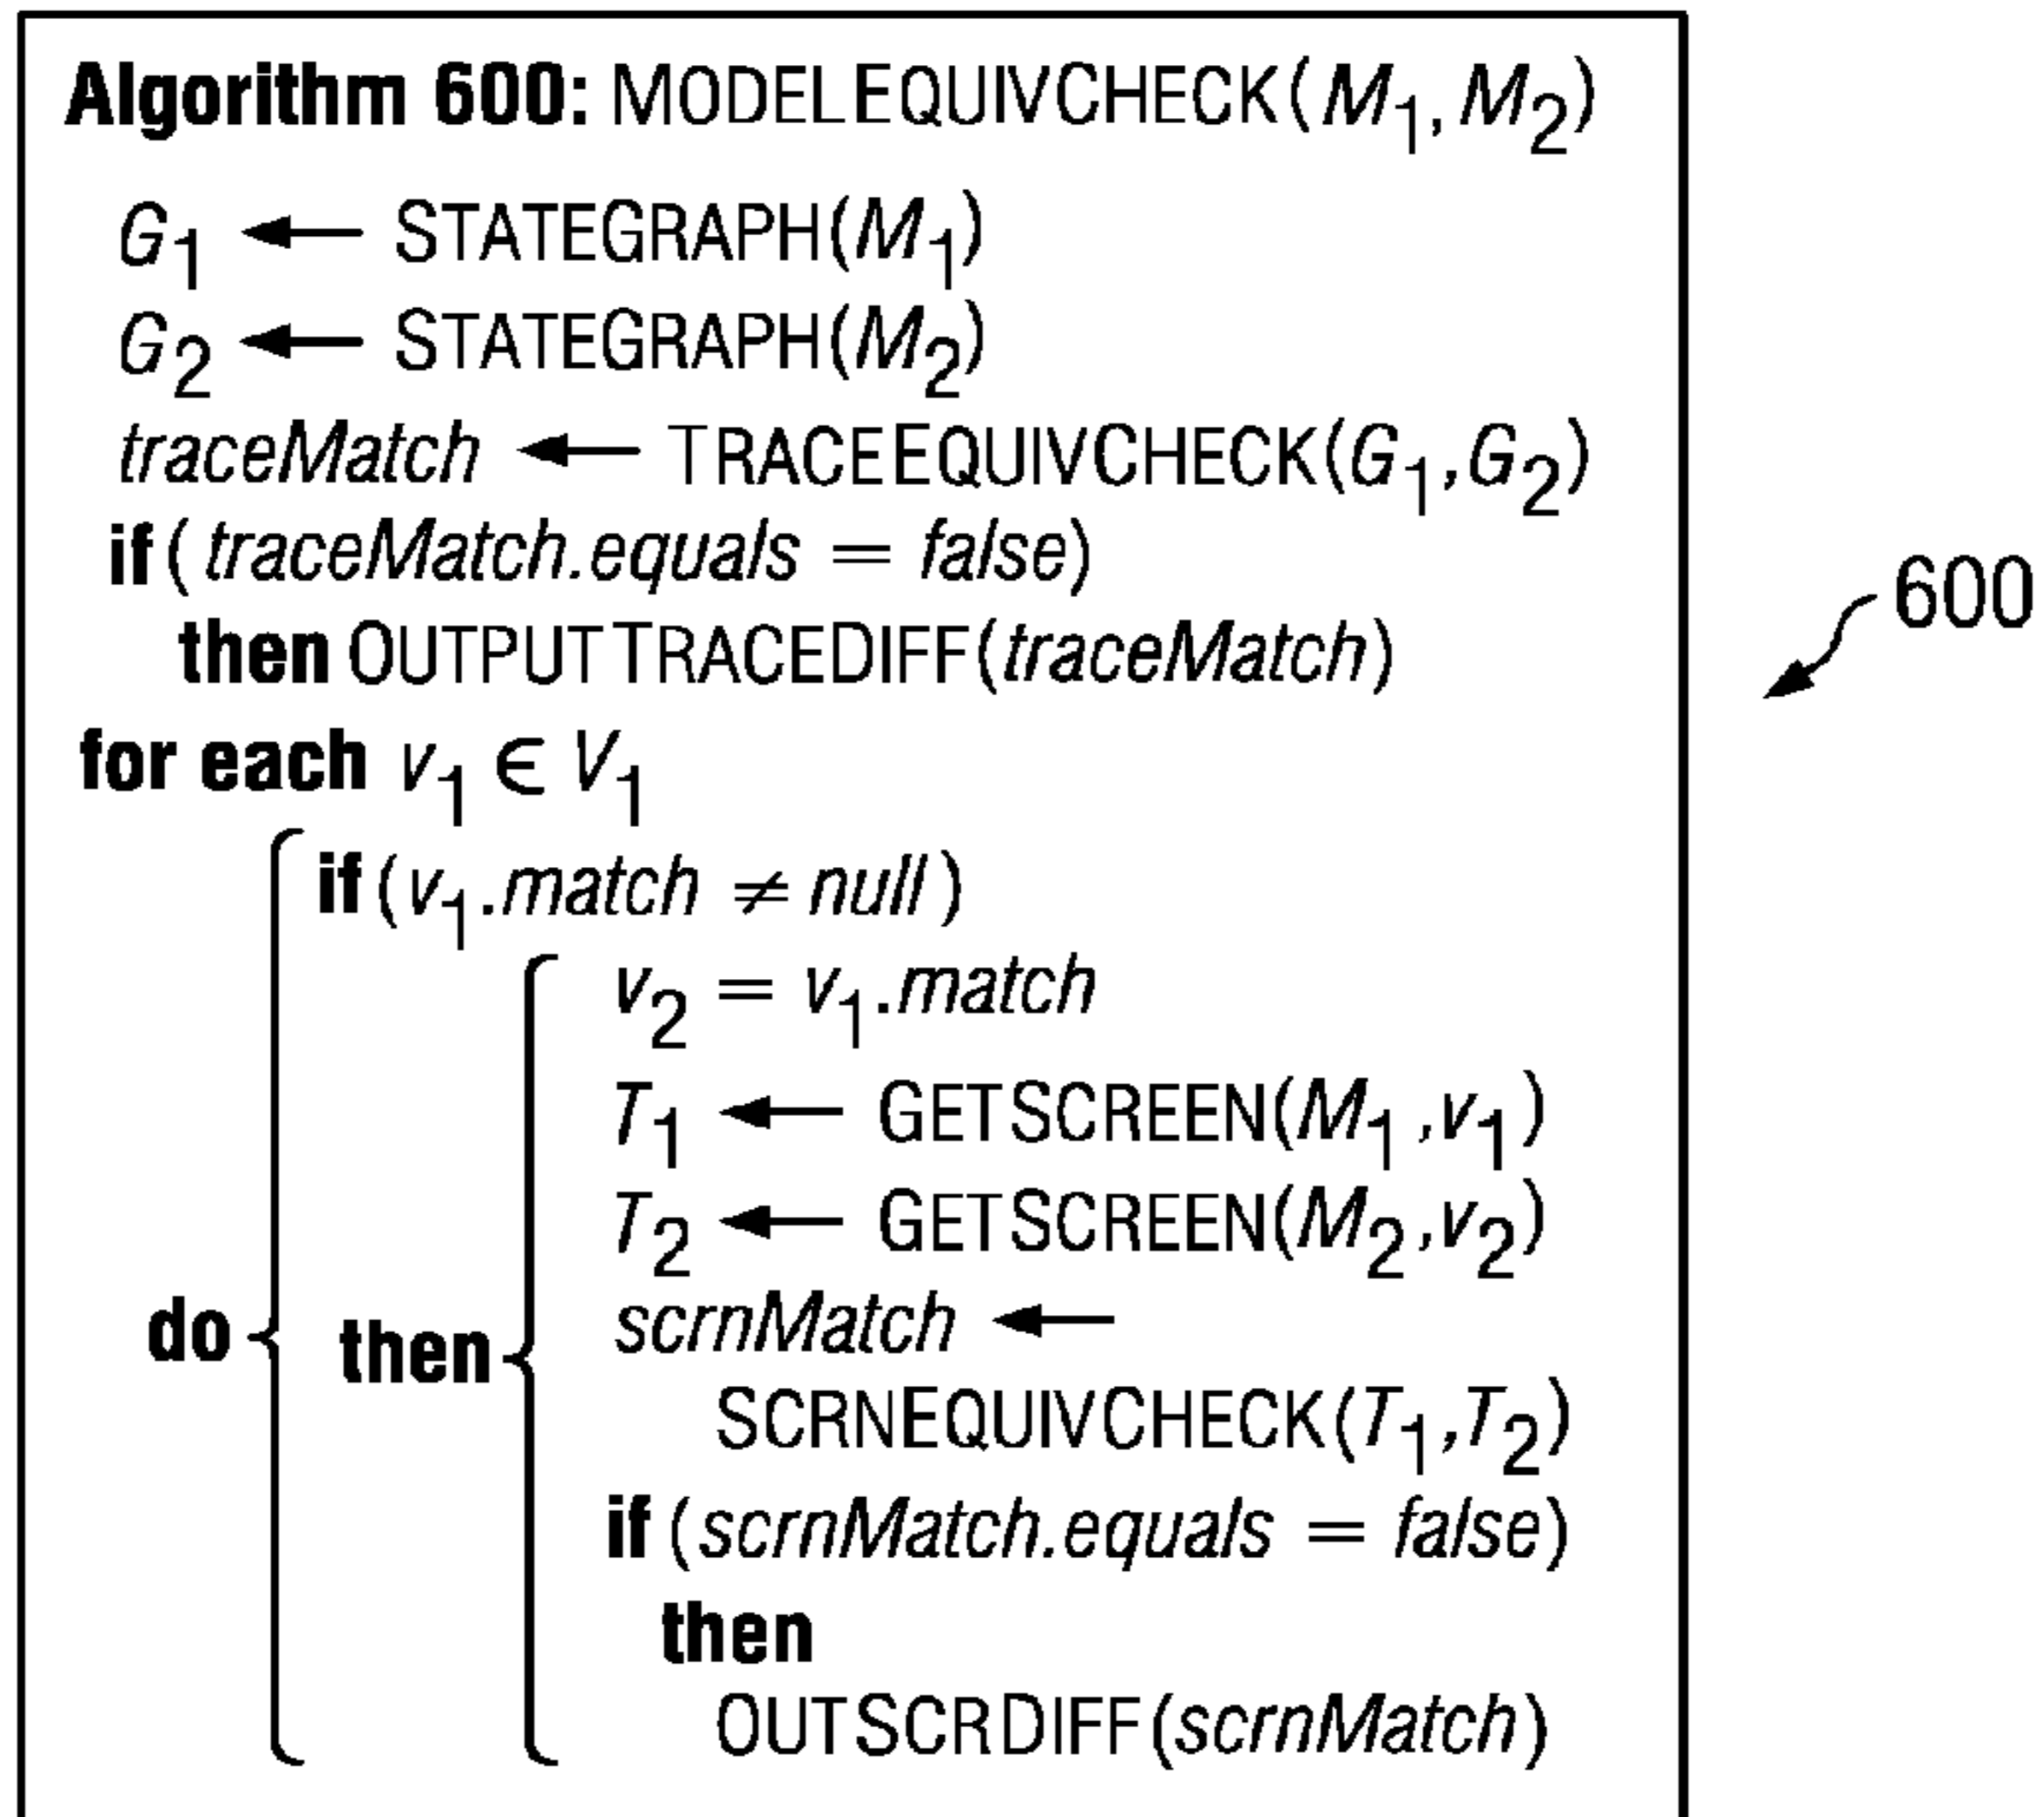 Algorithm 600: MODELEQUIVCHECK(M₁, M₂)
G₁ ← STATEGRAPH(M₁)
G₂ ← STATEGRAPH(M₂)
traceMatch ← TRACEEQUIVCHECK(G₁,G₂)
if (traceMatch.equals = false)
then OUTPUTTRACEDIFF(traceMatch)
for each v₁ ∈ V₁
if (v₁.match ≠ null)
v₂ = v₁.match
T₁ ← GETSCREEN(M₁,v₁)
T₂ ← GETSCREEN(M₂,v₂)
do { then { scrnMatch ←
SCRNEQUIVCHECK(T₁,T₂)
if (scrnMatch.equals = false)
then
OUTSCRDIFF(scrnMatch)
600